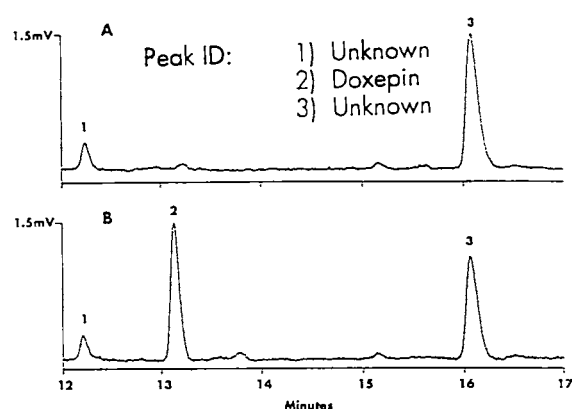 A
1.5mV
Peak ID: 1) Unknown
2) Doxepin
3) Unknown
3
1
B
1.5mV
2
3
1
12 13 14 15 16 17
Minutes